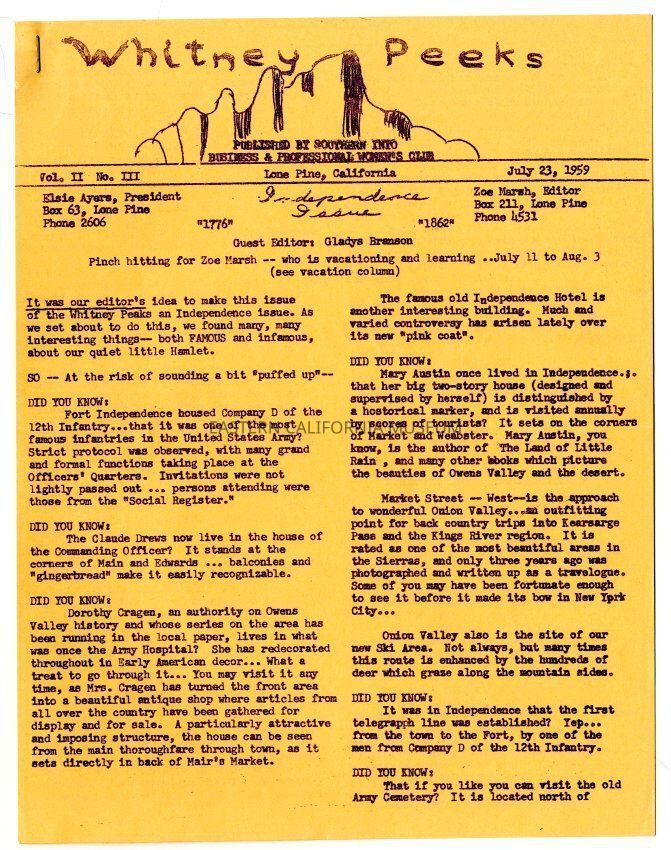 Whitney Peeks
PUBLISHED BY SOUTHERN INYO
BUSINESS & PROFESSIONAL WOMEN'S CLUB
Vol. II No. III
Lone Pine, California
July 23, 1959
Elsie Ayers, President
Box 63, Lone Pine
Phone 2606
"1776"
Independence
Issue
"1862"
Zoe Marsh, Editor
Box 211, Lone Pine
Phone 4531
Guest Editor: Gladys Branson
Pinch hitting for Zoe Marsh -- who is vacationing and learning ..July 11 to Aug. 3
(see vacation column)
It was our editor's idea to make this issue
of the Whitney Peaks an Independence issue. As
we set about to do this, we found many, many
interesting things-- both FAMOUS and infamous,
about our quiet little Hamlet.
SO -- At the risk of sounding a bit "puffed up"--
DID YOU KNOW:
Fort Independence housed Company D of the
12th Infantry...that it was one of the most
famous infantries in the United States Army?
Strict protocol was observed, with many grand
and formal functions taking place at the
Officers' Quarters. Invitations were not
lightly passed out ... persons attending were
those from the "Social Register."
DID YOU KNOW:
The Claude Drews now live in the house of
the Commanding Officer? It stands at the
corners of Main and Edwards ... balconies and
"gingerbread" make it easily recognizable.
DID YOU KNOW:
Dorothy Cragen, an authority on Owens
Valley history and whose series on the area has
been running in the local paper, lives in what
was once the Army Hospital? She has redecorated
throughout in Early American decor... What a
treat to go through it... You may visit it any
time, as Mrs. Cragen has turned the front area
into a beautiful antique shop where articles from
all over the country have been gathered for
display and for sale. A particularly attractive
and imposing structure, the house can be seen
from the main thoroughfare through town, as it
sets directly in back of Mair's Market.
The famous old Independence Hotel is
another interesting building. Much and
varied controversy has arisen lately over
its new "pink coat".
DID YOU KNOW:
Mary Austin once lived in Independence.;.
that her big two-story house (designed and
supervised by herself) is distinguished by
a hostorical marker, and is visited annually
by scores of tourists? It sets on the corners
of Market and Weabster. Mary Austin, you
know, is the author of The Land of Little
Rain , and many other books which picture
the beauties of Owens Valley and the desert.
Market Street -- West--is the approach
to wonderful Onion Valley...an outfitting
point for back country trips into Kearsarge
Pass and the Kings River region. It is
rated as one of the most beautiful areas in
the Sierras, and only three years ago was
photographed and written up as a travelogue.
Some of you may have been fortunate enough
to see it before it made its bow in New York
City...
Onion Valley also is the site of our
new Ski Area. Not always, but many times
this route is enhanced by the hundreds of
deer which graze along the mountain sides.
DID YOU KNOW:
It was in Independence that the first
telegraph line was established? Yep...
from the town to the Fort, by one of the
men from Company D of the 12th Infantry.
DID YOU KNOW:
That if you like you can visit the old
Army Cemetery? It is located north of
EASTERN CALIFORNIA MUSEUM